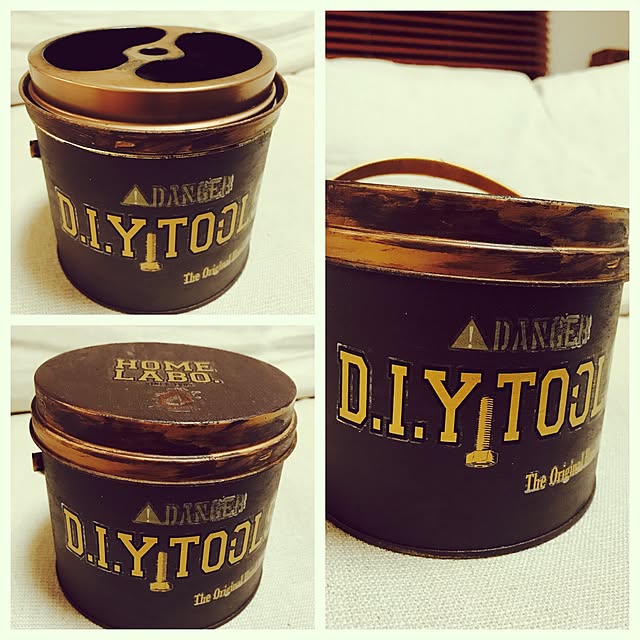 DANGER
D.I.Y TOOL
The Original
DANGER
D.I.Y TOOL
The Original
HOME
LABO.
DANGER
D.I.Y TOOL
The Original